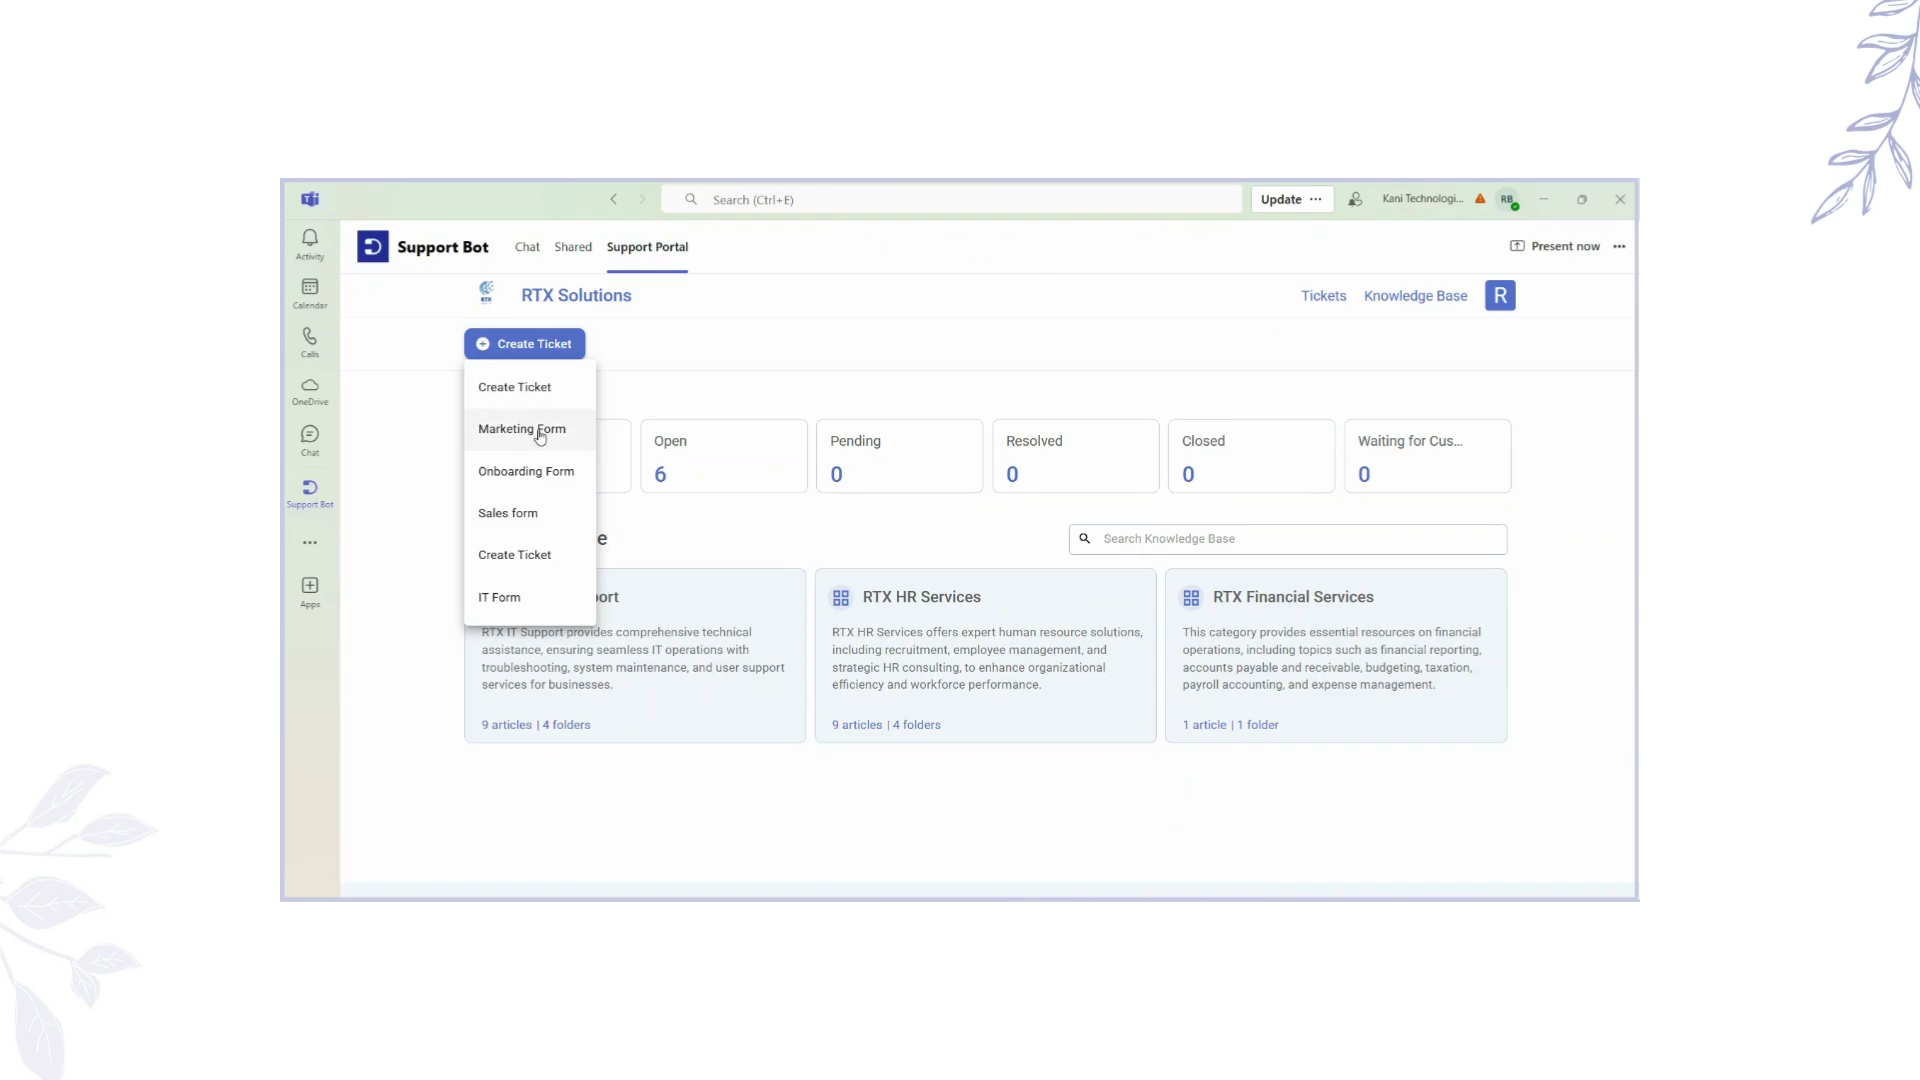 Search (Ctrl+E)
Update
Kani Technologi...
RB
Activity
Calendar
Calls
OneDrive
Chat
Support Bot
Apps
Support Bot
Chat
Shared
Support Portal
Present now
RTX
RTX Solutions
Tickets
Knowledge Base
R
Create Ticket
Create Ticket
Marketing Form
Onboarding Form
Sales form
Create Ticket
IT Form
Open
6
Pending
0
Resolved
0
Closed
0
Waiting for Cus...
0
e
Search Knowledge Base
ort
RTX IT Support provides comprehensive technical
assistance, ensuring seamless IT operations with
troubleshooting, system maintenance, and user support
services for businesses.
9 articles | 4 folders
RTX HR Services
RTX HR Services offers expert human resource solutions,
including recruitment, employee management, and
strategic HR consulting, to enhance organizational
efficiency and workforce performance.
9 articles | 4 folders
RTX Financial Services
This category provides essential resources on financial
operations, including topics such as financial reporting,
accounts payable and receivable, budgeting, taxation,
payroll accounting, and expense management.
1 article | 1 folder